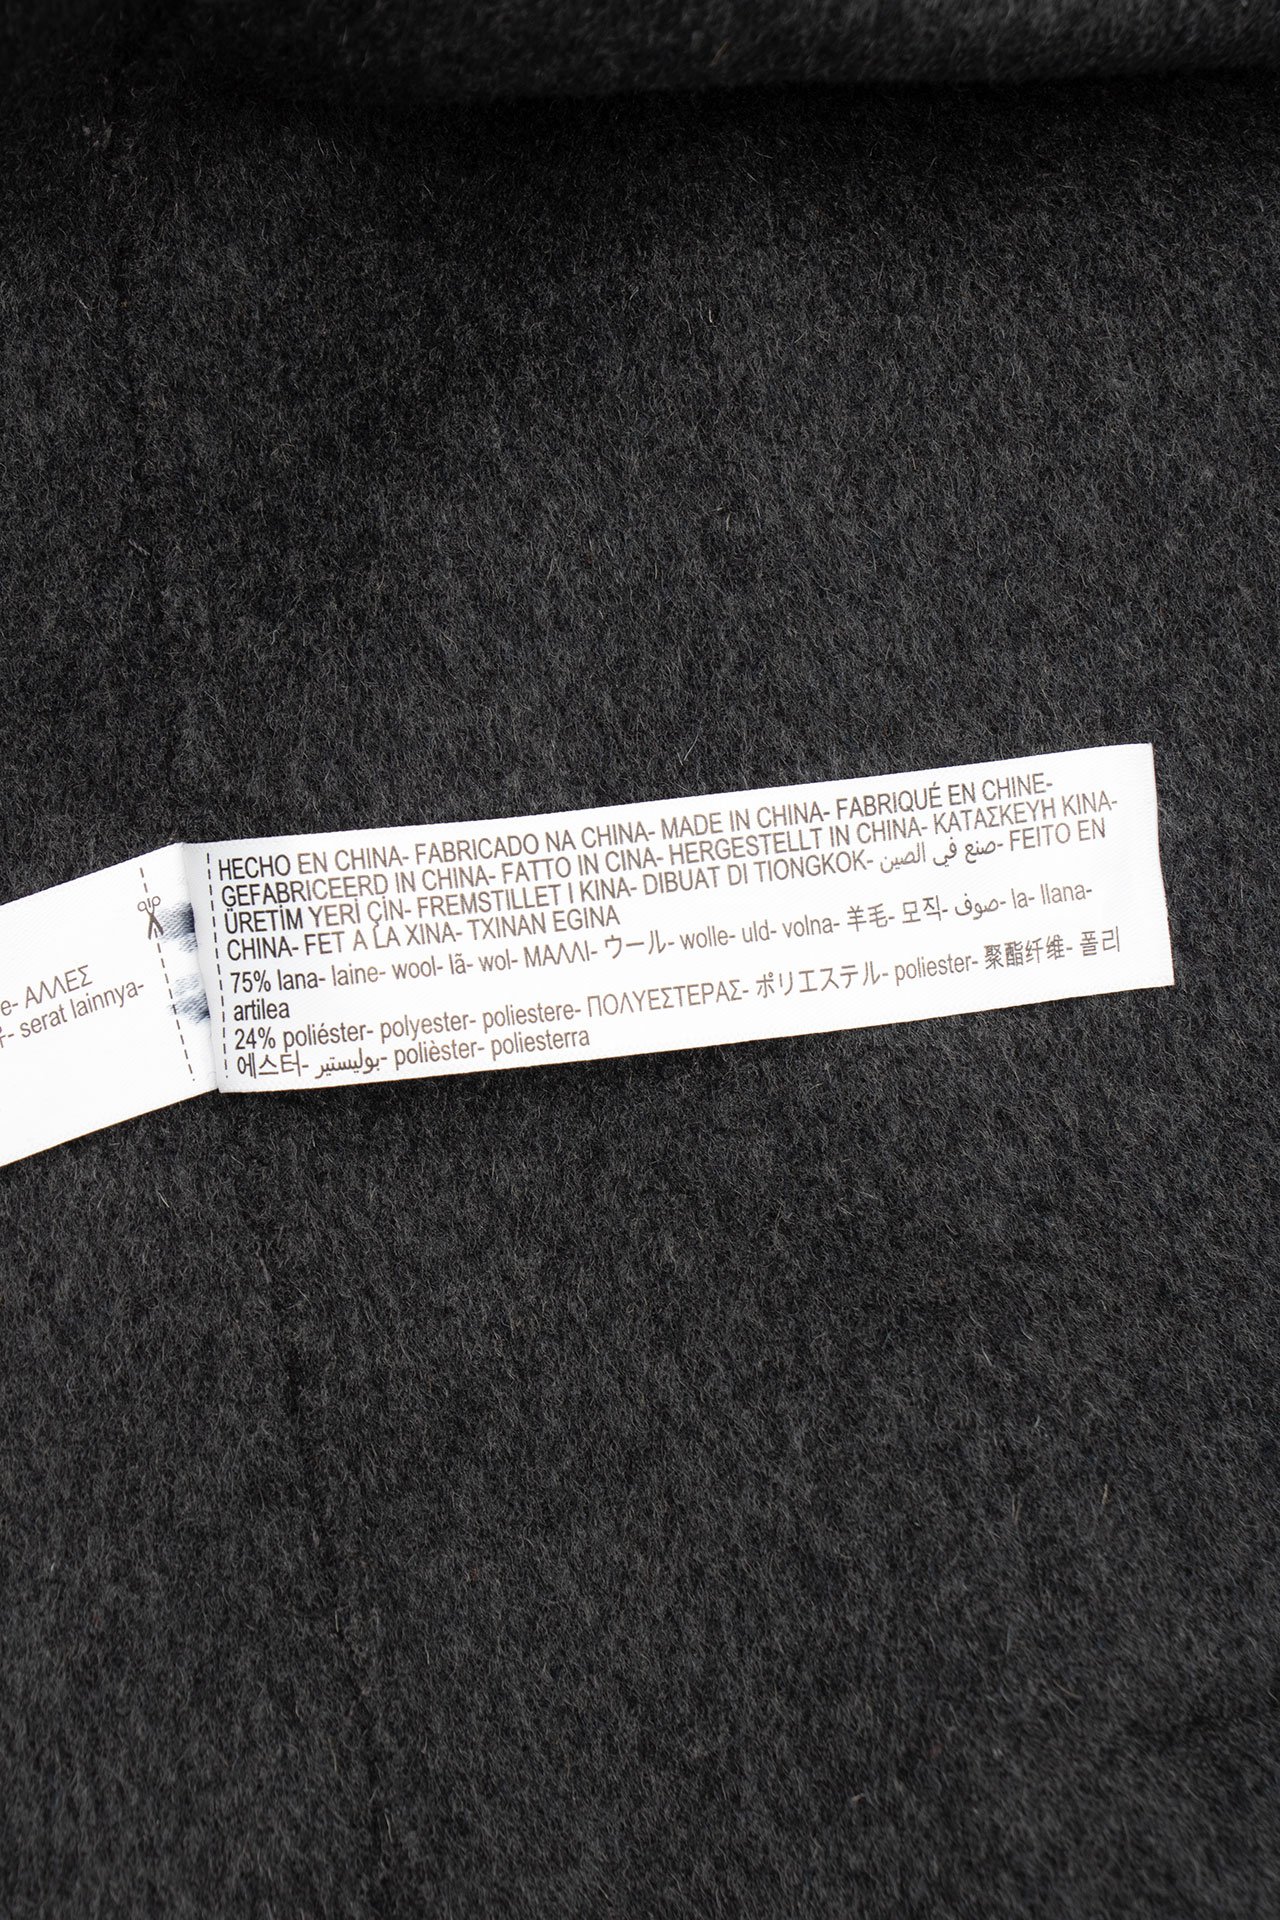 HECHO EN CHINA- FABRICADO NA CHINA- MADE IN CHINA- FABRIQUÉ EN CHINE-
GEFABRICEERD IN CHINA- FATTO IN CINA- HERGESTELLT IN CHINA- ΚΑΤΑΣΚΕΥΗ ΚΙΝΑ-
ÜRETİM YERİ ÇİN- FREMSTILLET I KINA- DIBUAT DI TIONGKOK- صنع في الصين- FEITO EN
CHINA- FET A LA XINA- TXINAN EGINA
75% lana- laine- wool- lã- wol- ΜΑΛΛΙ- ウール- wolle- uld- volna- 羊毛- 모직- صوف- la- llana-
artilea
24% poliéster- polyester- poliestere- ΠΟΛΥΕΣΤΕΡΑΣ- ポリエステル- poliester- 聚酯纤维- 폴리
에스터- بوليستير- polièster- poliesterra
e- ΑΛΛΕΣ
- serat lainnya-